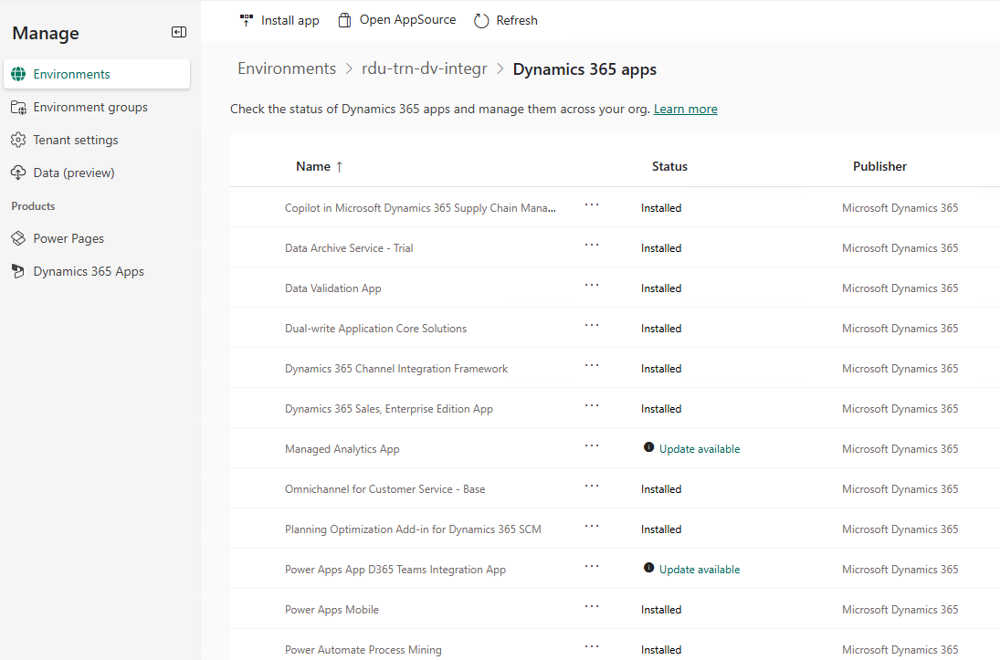 Manage
Install app
Open AppSource
Refresh
Environments
Environment groups
Tenant settings
Data (preview)
Products
Power Pages
Dynamics 365 Apps
Environments > rdu-trn-dv-integr > Dynamics 365 apps
Check the status of Dynamics 365 apps and manage them across your org. Learn more
Name ↑ Status Publisher
Copilot in Microsoft Dynamics 365 Supply Chain Mana... ... Installed Microsoft Dynamics 365
Data Archive Service - Trial ... Installed Microsoft Dynamics 365
Data Validation App ... Installed Microsoft Dynamics 365
Dual-write Application Core Solutions ... Installed Microsoft Dynamics 365
Dynamics 365 Channel Integration Framework ... Installed Microsoft Dynamics 365
Dynamics 365 Sales, Enterprise Edition App ... Installed Microsoft Dynamics 365
Managed Analytics App ... Update available Microsoft Dynamics 365
Omnichannel for Customer Service - Base ... Installed Microsoft Dynamics 365
Planning Optimization Add-in for Dynamics 365 SCM ... Installed Microsoft Dynamics 365
Power Apps App D365 Teams Integration App ... Update available Microsoft Dynamics 365
Power Apps Mobile ... Installed Microsoft Dynamics 365
Power Automate Process Mining ... Installed Microsoft Dynamics 365